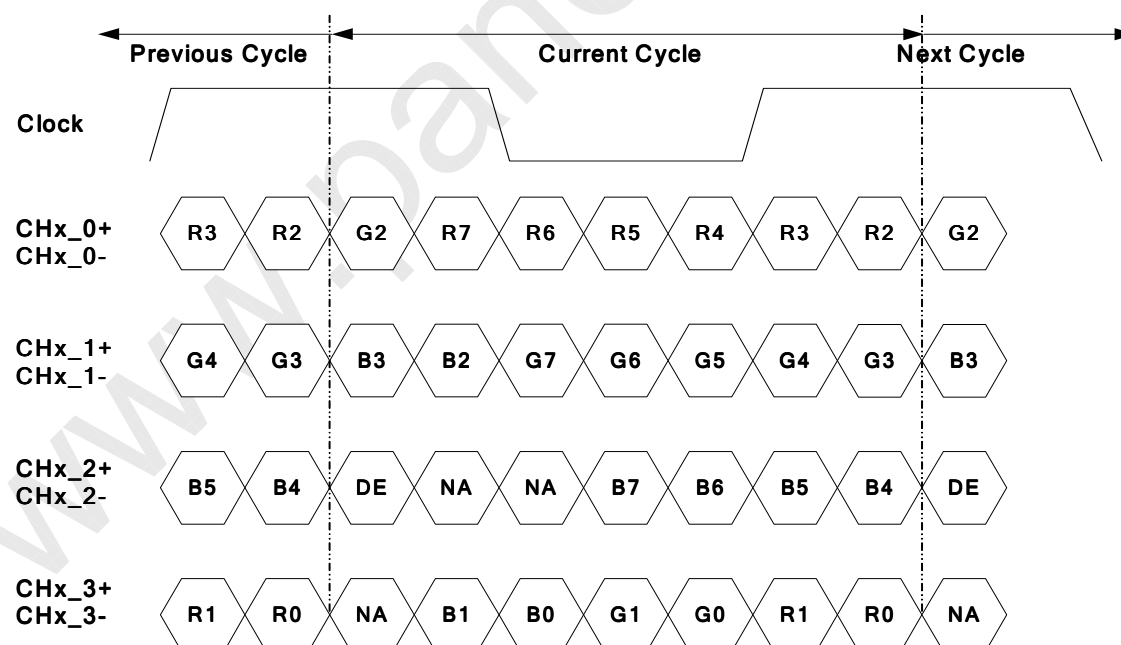 Previous Cycle Current Cycle Next Cycle
Clock
CHx_0+
CHx_0-
R3 R2 G2 R7 R6 R5 R4 R3 R2 G2
CHx_1+
CHx_1-
G4 G3 B3 B2 G7 G6 G5 G4 G3 B3
CHx_2+
CHx_2-
B5 B4 DE NA NA B7 B6 B5 B4 DE
CHx_3+
CHx_3-
R1 R0 NA B1 B0 G1 G0 R1 R0 NA
www.pan